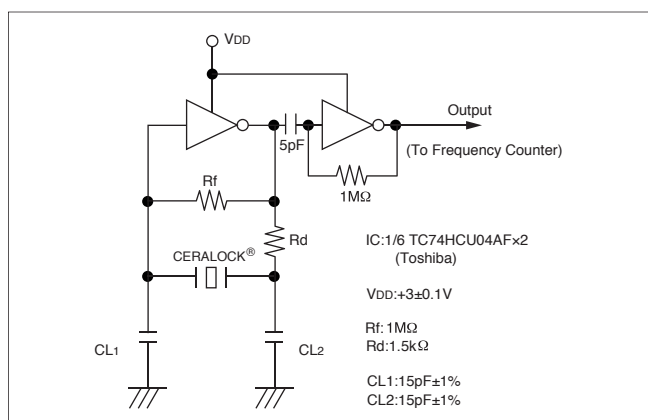 VDD
Output
5pF
(To Frequency Counter)
1MΩ
Rf
Rd
CERALOCK®
IC:1/6 TC74HCU04AF×2
(Toshiba)
VDD:+3±0.1V
Rf:1MΩ
Rd:1.5kΩ
CL1
CL2
CL1:15pF±1%
CL2:15pF±1%